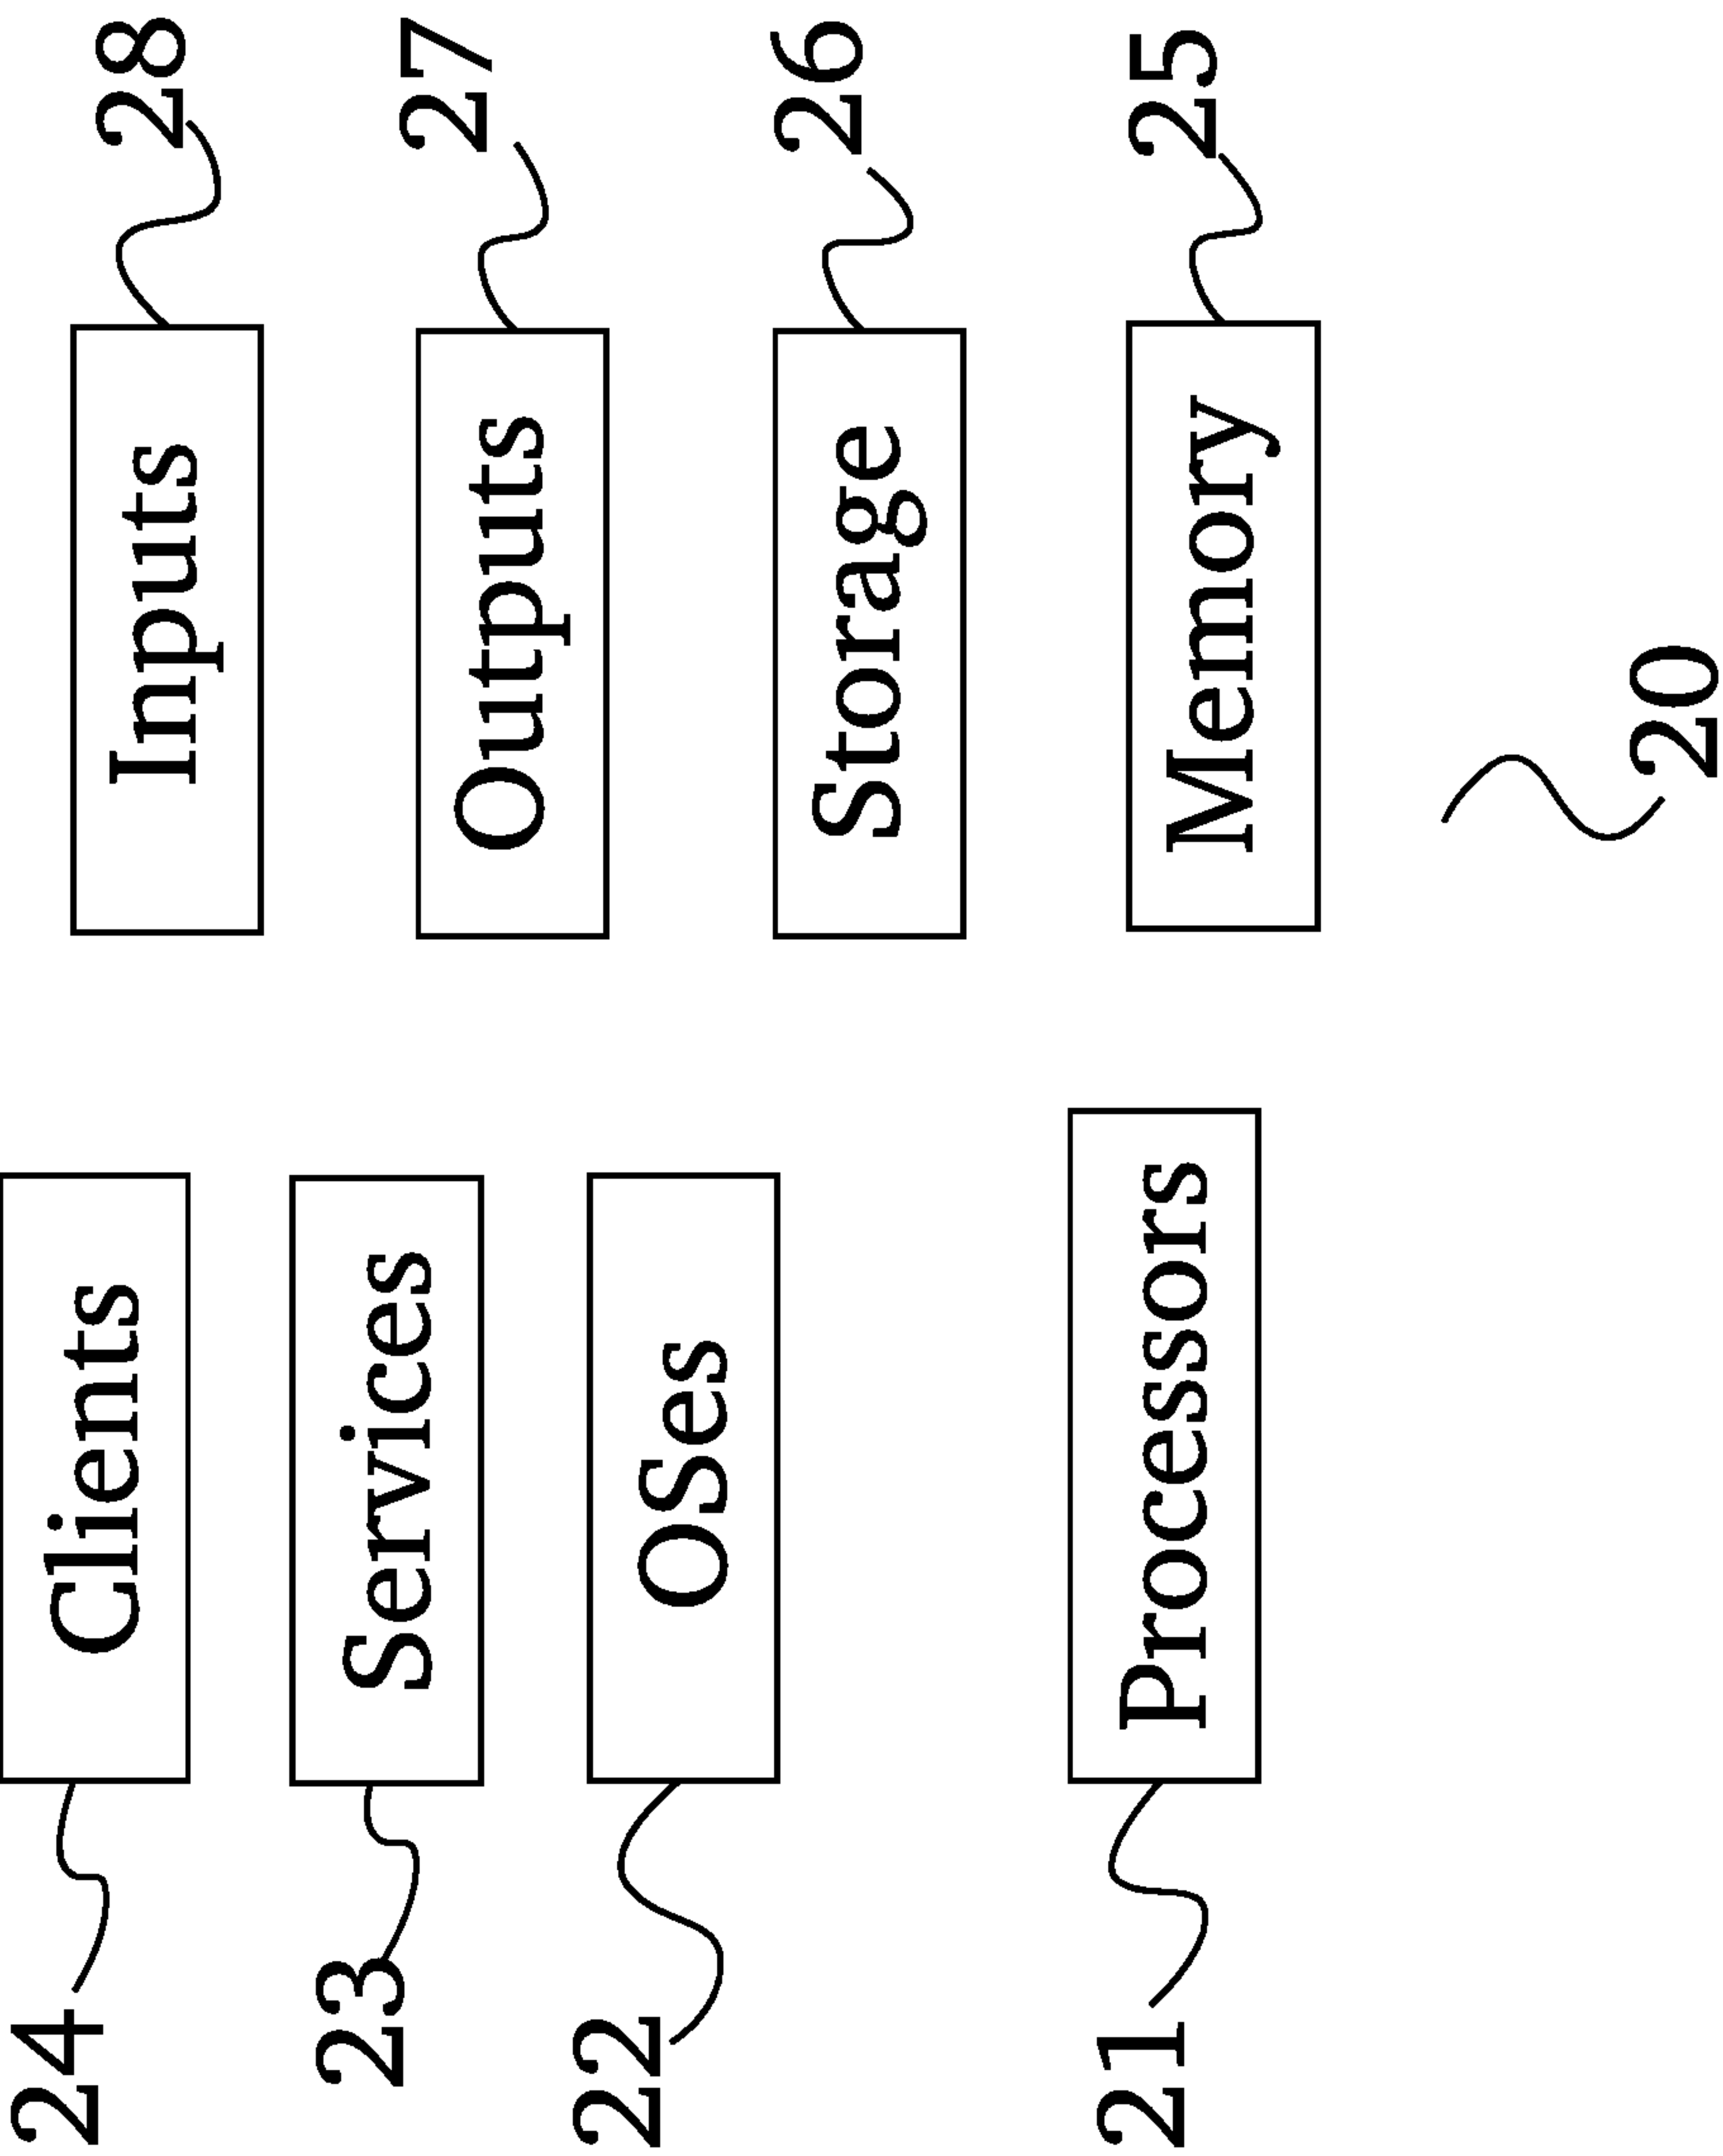 24 Clients Inputs 28
23 Services Outputs 27
22 OSes Storage 26
21 Processors Memory 25
20